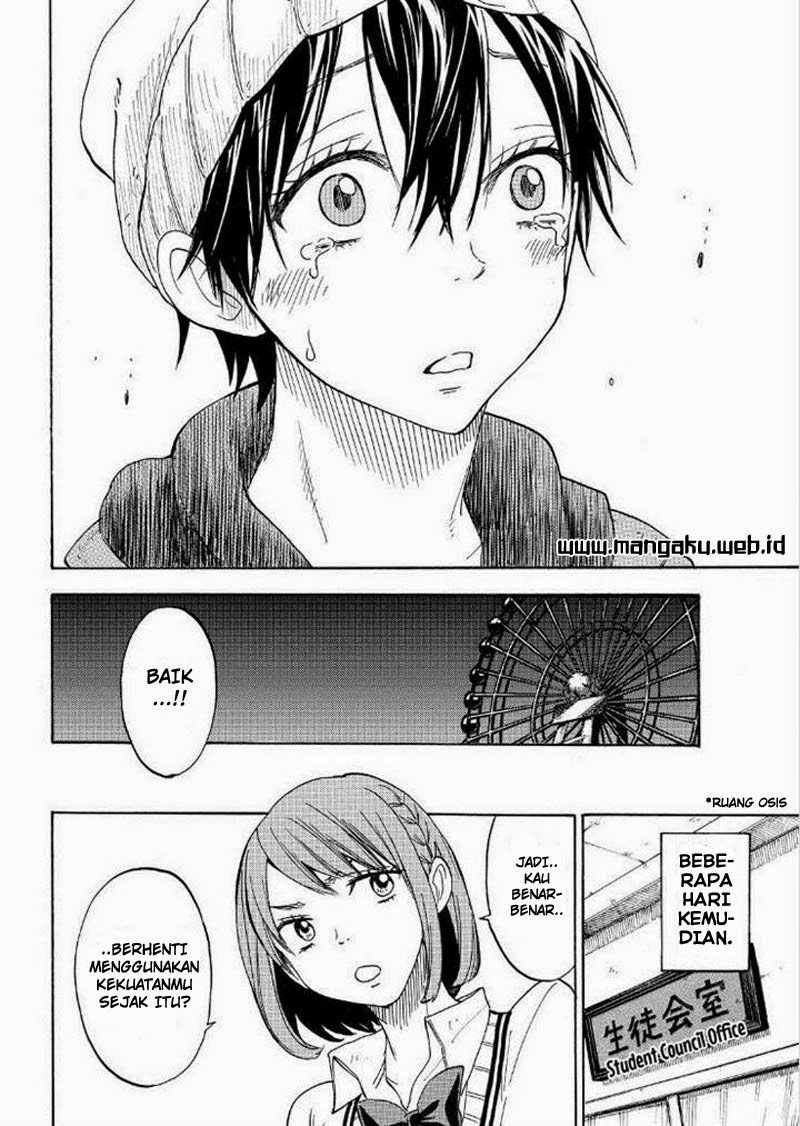 www.mangaku.web.id
BAIK
...!!
*RUANG OSIS
BEBE-
RAPA
HARI
KEMU-
DIAN.
生徒会室
Student Council Office
JADI..
KAU
BENAR-
BENAR..
..BERHENTI
MENGGUNAKAN
KEKUATANMU
SEJAK ITU?